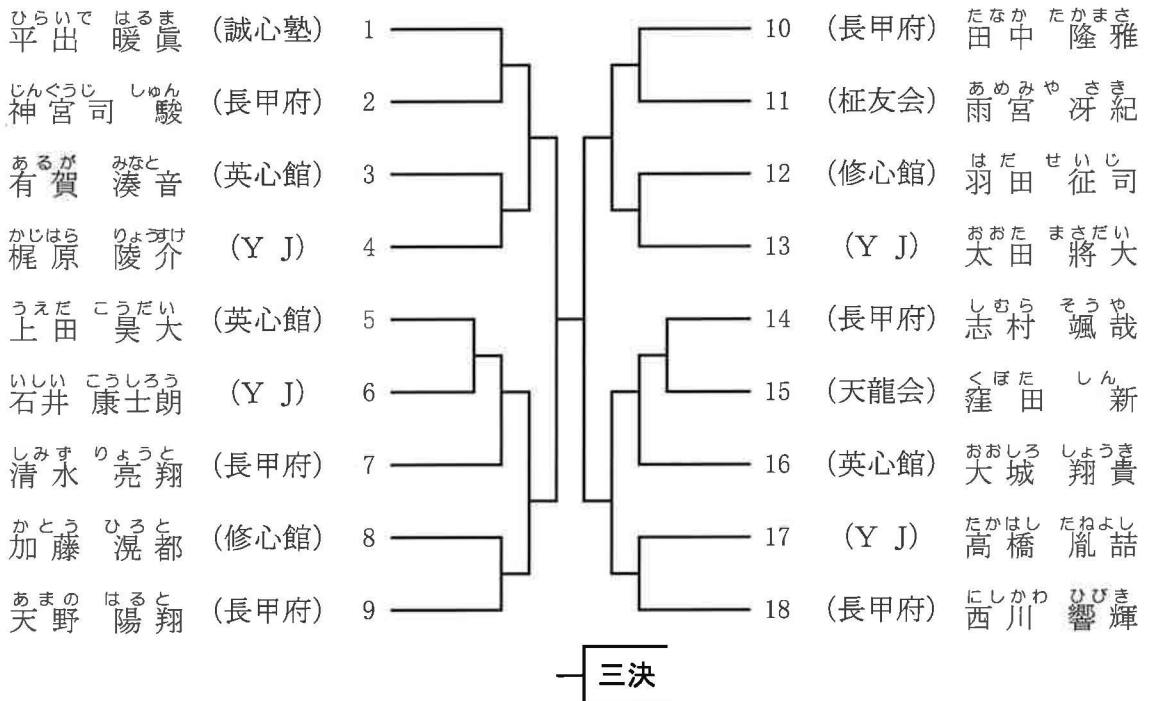 ひらいで はるま
平出 暖眞 (誠心塾) 1
じんぐうじ しゅん
神宮司 駿 (長甲府) 2
あるが みなと
有賀 湊音 (英心館) 3
かじはら りょうすけ
梶原 陵介 (Y J) 4
うえだ こうだい
上田 昊大 (英心館) 5
いしい こうしろう
石井 康士朗 (Y J) 6
しみず りょうと
清水 亮翔 (長甲府) 7
かとう ひろと
加藤 滉都 (修心館) 8
あまの はると
天野 陽翔 (長甲府) 9
たなか たかまさ
10 (長甲府) 田中 隆雅
あめみや さき
11 (柾友会) 雨宮 冴紀
はだ せいじ
12 (修心館) 羽田 征司
おおた まさだい
13 (Y J) 太田 將大
しむら そうや
14 (長甲府) 志村 颯哉
くぼた しん
15 (天龍会) 窪田 新
おおしろ しょうき
16 (英心館) 大城 翔貴
たかはし たねよし
17 (Y J) 高橋 胤喆
にしかわ ひびき
18 (長甲府) 西川 響輝
三決